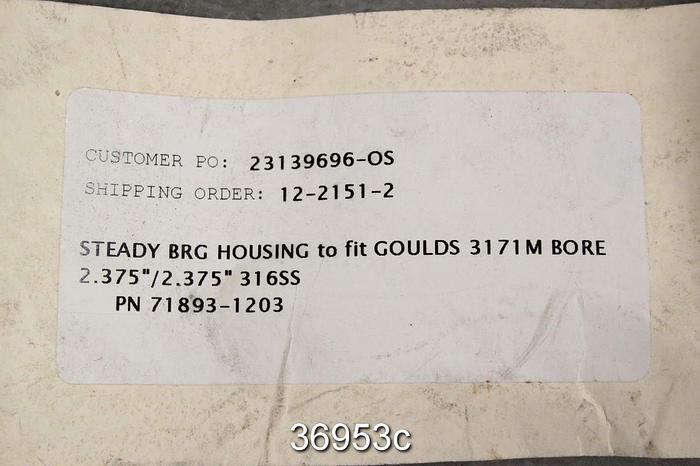 CUSTOMER PO: 23139696-OS
SHIPPING ORDER: 12-2151-2
STEADY BRG HOUSING to fit GOULDS 3171M BORE
2.375"/2.375" 316SS
PN 71893-1203
36953c